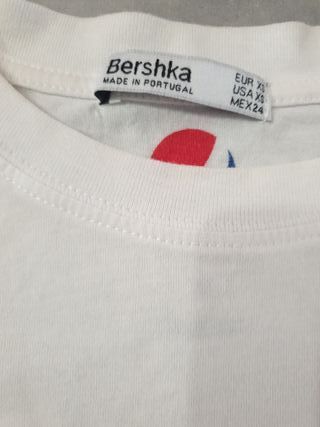 Bershka
MADE IN PORTUGAL
EUR XS
USA XS
MEX 24